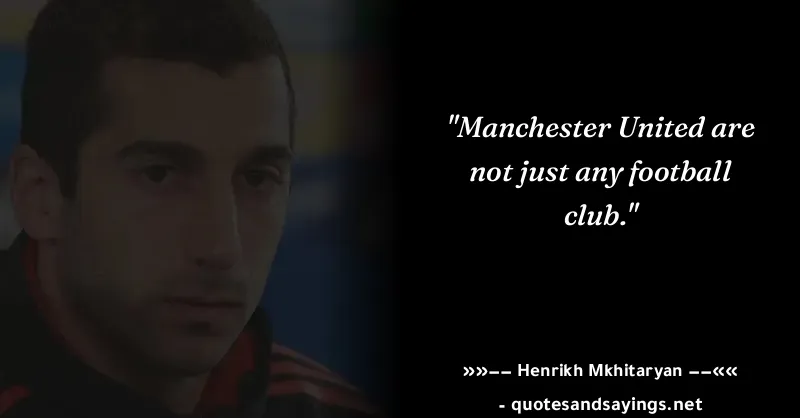 "Manchester United are
not just any football
club."
»»−− Henrikh Mkhitaryan −−««
- quotesandsayings.net